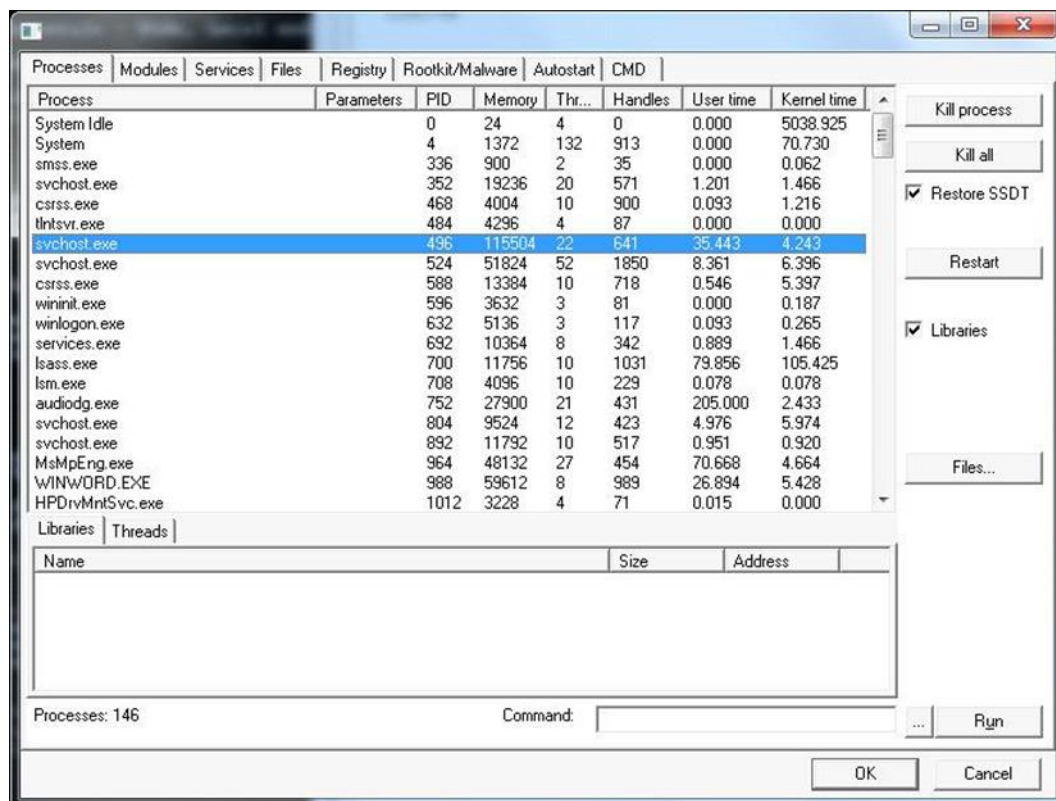 Processes Modules Services Files Registry Rootkit/Malware Autostart CMD
Process Parameters PID Memory Thr... Handles User time Kernel time
System Idle 0 24 4 0 0.000 5038.925
System 4 1372 132 913 0.000 70.730
smss.exe 336 900 2 35 0.000 0.062
svchost.exe 352 19236 20 571 1.201 1.466
csrss.exe 468 4004 10 900 0.093 1.216
tlntsvr.exe 484 4296 4 87 0.000 0.000
svchost.exe 496 115504 22 641 35.443 4.243
svchost.exe 524 51824 52 1850 8.361 6.396
csrss.exe 588 13384 10 718 0.546 5.397
wininit.exe 596 3632 3 81 0.000 0.187
winlogon.exe 632 5136 3 117 0.093 0.265
services.exe 692 10364 8 342 0.889 1.466
lsass.exe 700 11756 10 1031 79.856 105.425
lsm.exe 708 4096 10 229 0.078 0.078
audiodg.exe 752 27900 21 431 205.000 2.433
svchost.exe 804 9524 12 423 4.976 5.974
svchost.exe 892 11792 10 517 0.951 0.920
MsMpEng.exe 964 48132 27 454 70.668 4.664
WINWORD.EXE 988 59612 8 989 26.894 5.428
HPDrvMntSvc.exe 1012 3228 4 71 0.015 0.000
Kill process
Kill all
Restore SSDT
Restart
Libraries
Files...
Libraries Threads
Name Size Address
Processes: 146 Command: ... Run
OK Cancel